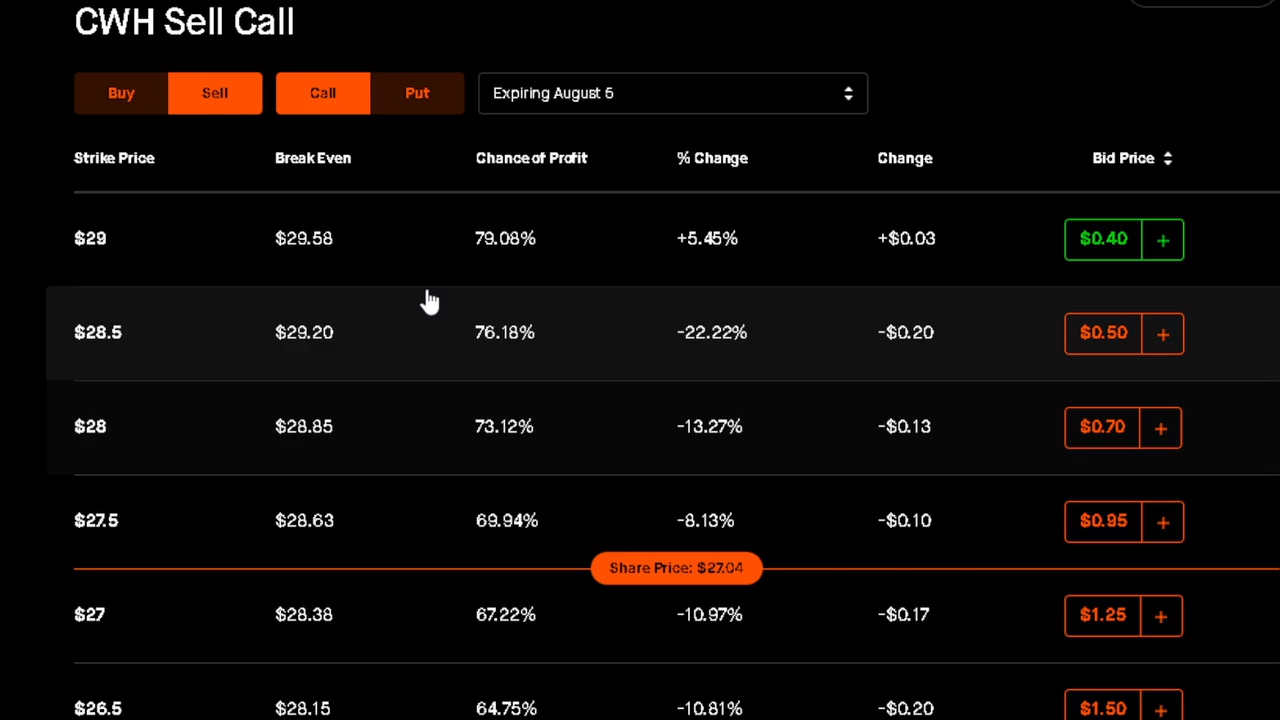 CWH Sell Call
Buy Sell Call Put Expiring August 5
Strike Price Break Even Chance of Profit % Change Change Bid Price
$29 $29.58 79.08% +5.45% +$0.03 $0.40 +
$28.5 $29.20 76.18% -22.22% -$0.20 $0.50 +
$28 $28.85 73.12% -13.27% -$0.13 $0.70 +
$27.5 $28.63 69.94% -8.13% -$0.10 $0.95 +
Share Price: $27.04
$27 $28.38 67.22% -10.97% -$0.17 $1.25 +
$26.5 $28.15 64.75% -10.81% -$0.20 $1.50 +